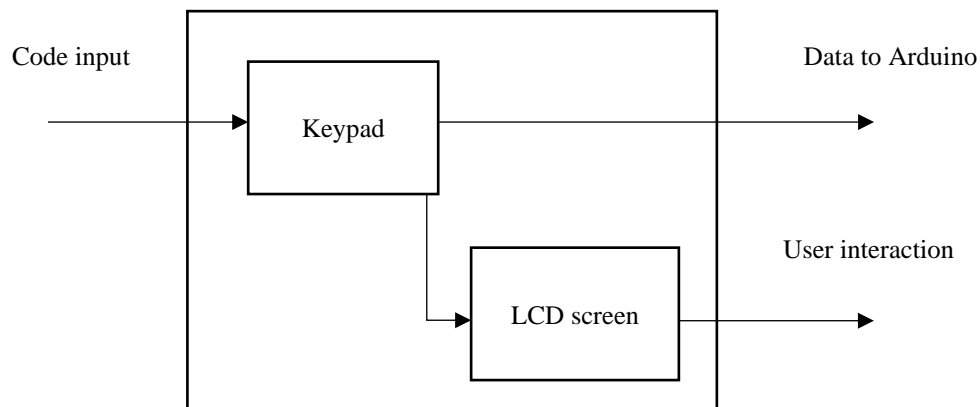 Code input
Data to Arduino
Keypad
User interaction
LCD screen